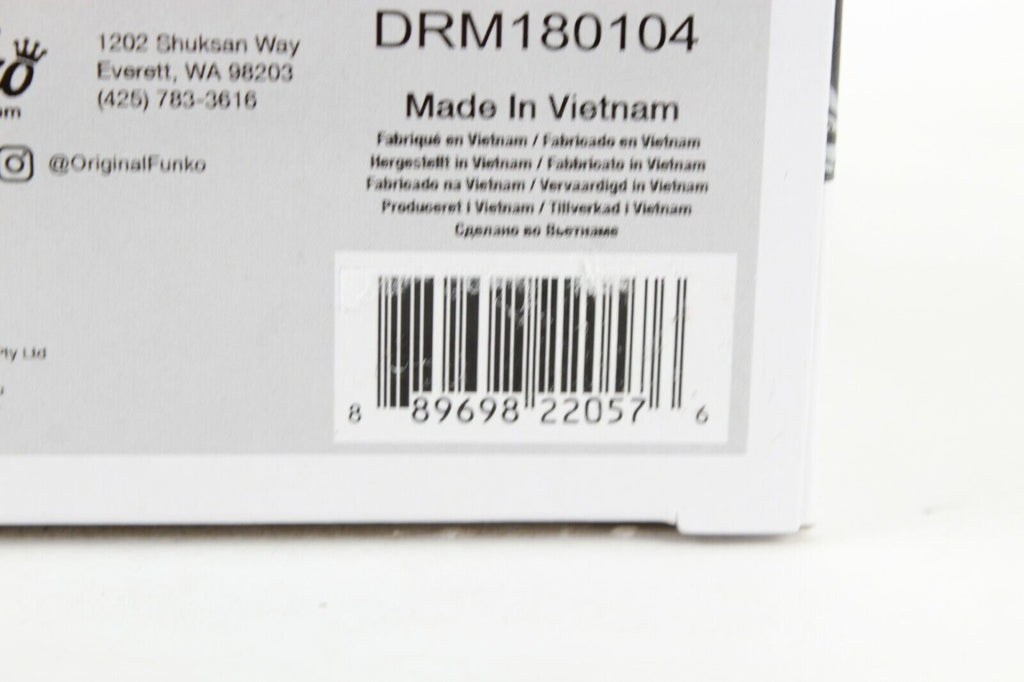 1202 Shuksan Way
Everett, WA 98203
(425) 783-3616
@OriginalFunko
DRM180104
Made In Vietnam
Fabriqué en Vietnam / Fabricado en Vietnam
Hergestellt in Vietnam / Fabbricato in Vietnam
Fabricado na Vietnam / Vervaardigd in Vietnam
Produceret i Vietnam / Tillverkad i Vietnam
Сделано во Вьетнаме
Pty Ltd
8 89698 22057 6